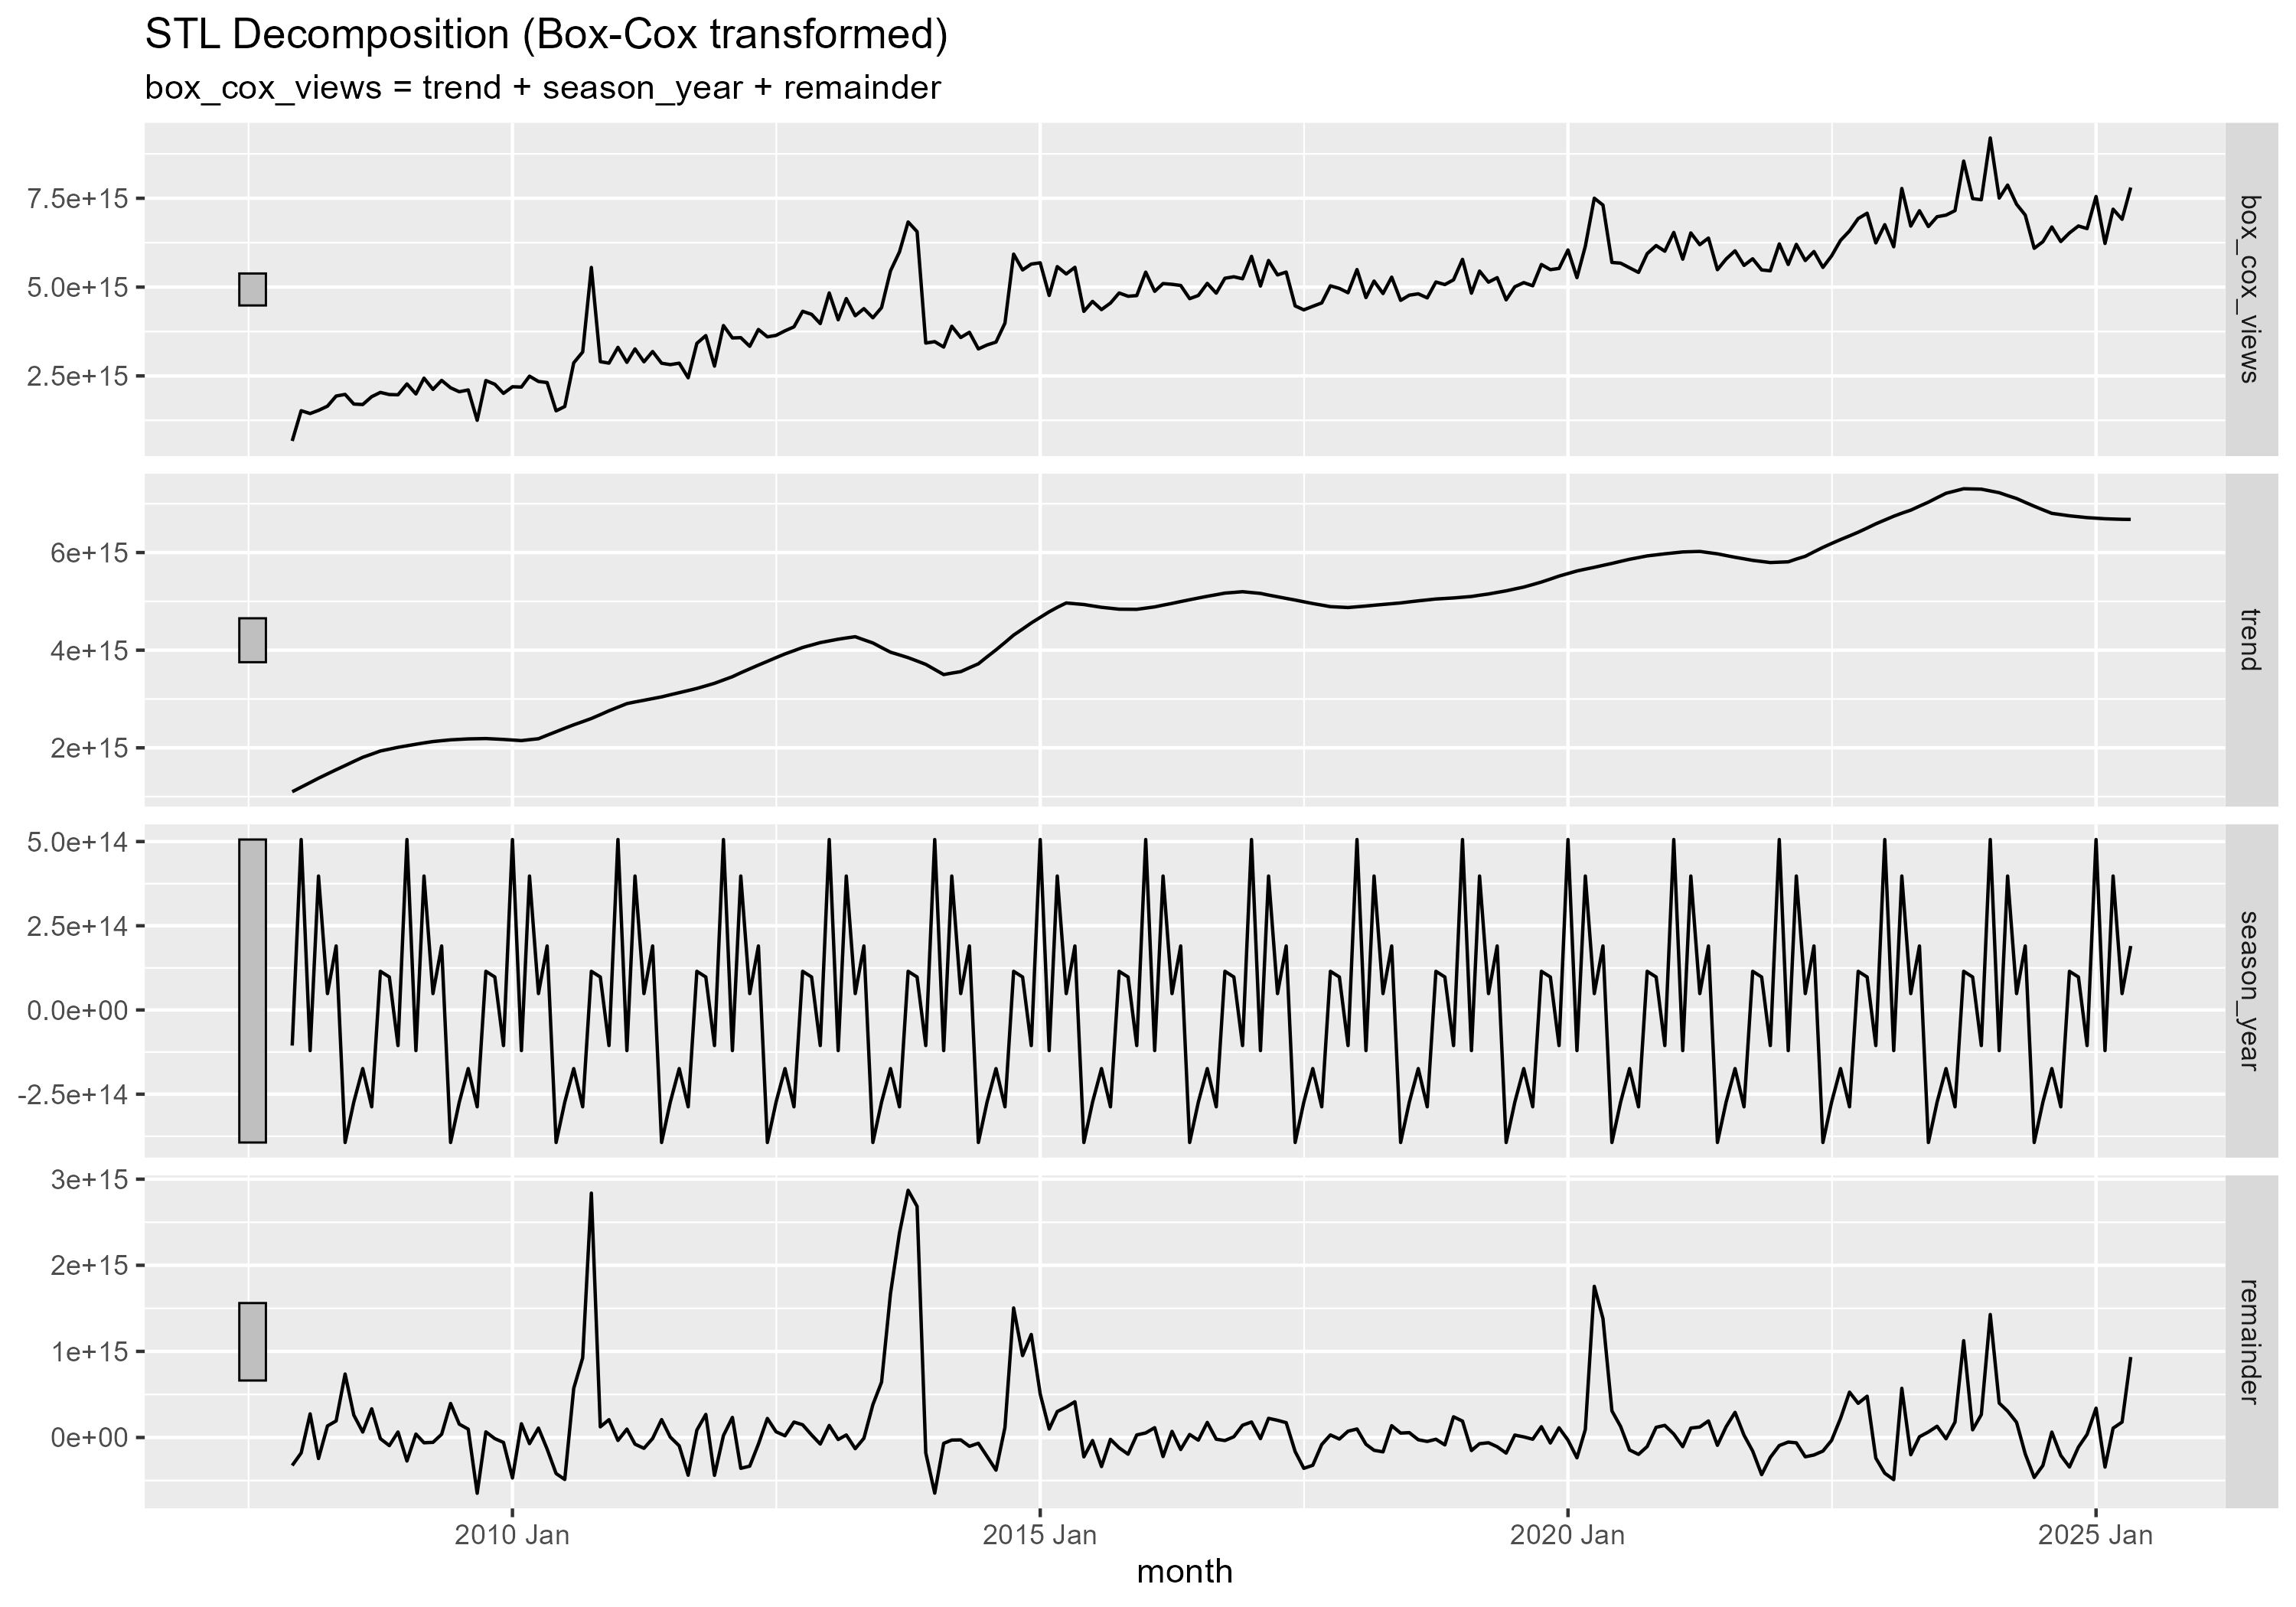 STL Decomposition (Box-Cox transformed)
box_cox_views = trend + season_year + remainder
7.5e+15
5.0e+15
2.5e+15
box_cox_views
6e+15
4e+15
2e+15
trend
5.0e+14
2.5e+14
0.0e+00
-2.5e+14
season_year
3e+15
2e+15
1e+15
0e+00
remainder
2010 Jan
2015 Jan
2020 Jan
2025 Jan
month